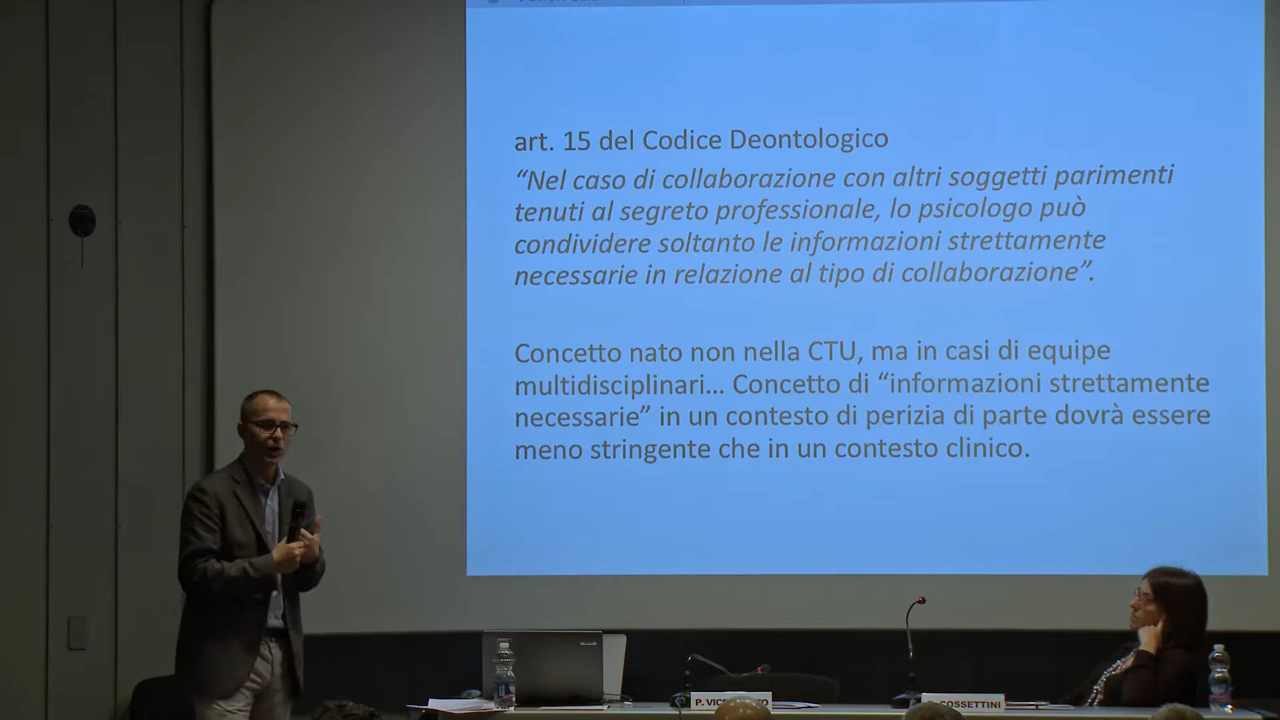 art. 15 del Codice Deontologico
“Nel caso di collaborazione con altri soggetti parimenti
tenuti al segreto professionale, lo psicologo può
condividere soltanto le informazioni strettamente
necessarie in relazione al tipo di collaborazione”.
Concetto nato non nella CTU, ma in casi di equipe
multidisciplinari... Concetto di “informazioni strettamente
necessarie” in un contesto di perizia di parte dovrà essere
meno stringente che in un contesto clinico.
P.
COSSETTINI